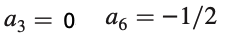 a₃ = 0 a₆ = −1/2